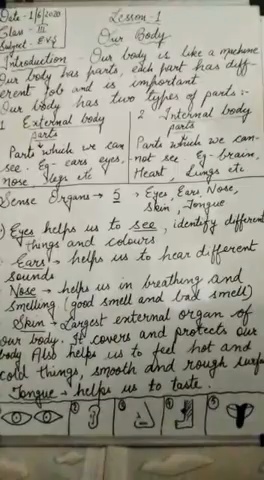 Date - 1/6/2020
Lesson - 1
Class - III
Our Body
Subject - EVS
Introduction - Our body is like a machine
Our body has parts, each part has diff-
erent job and is important
Our body has two types of parts :-
1 External body parts
Parts which we can
see. Eg - ears eyes,
Nose, legs etc
2 Internal body parts
Parts which we can-
not see - Eg - brain,
Heart, Lungs etc
Sense Organs → 5 → Eyes, Ears, Nose,
Skin, Tongue
Eyes helps us to see, identify different
things and colours.
Ears → helps us to hear different
sounds
Nose → helps us in breathing and
smelling (good smell and bad smell)
Skin → Largest external organ of
our body. It covers and protects our
body Also helps us to feel hot and
cold things, smooth and rough surf
Tongue → helps us to taste.